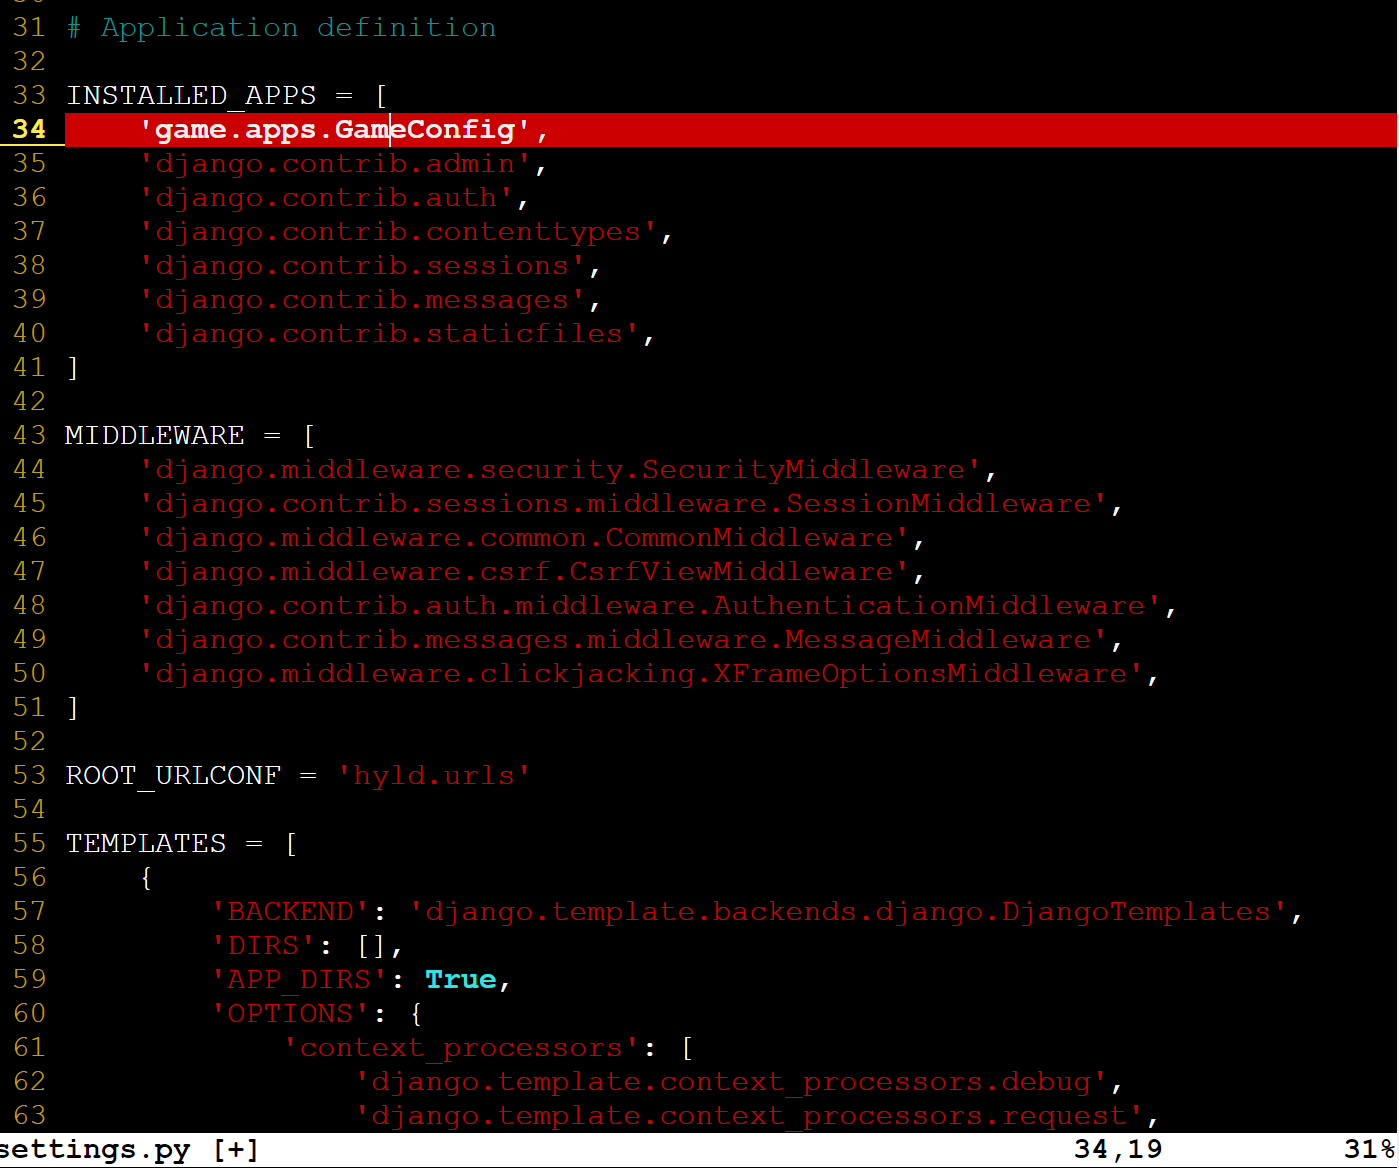 31 # Application definition
32
33 INSTALLED_APPS = [
34     'game.apps.GameConfig',
35     'django.contrib.admin',
36     'django.contrib.auth',
37     'django.contrib.contenttypes',
38     'django.contrib.sessions',
39     'django.contrib.messages',
40     'django.contrib.staticfiles',
41 ]
42
43 MIDDLEWARE = [
44     'django.middleware.security.SecurityMiddleware',
45     'django.contrib.sessions.middleware.SessionMiddleware',
46     'django.middleware.common.CommonMiddleware',
47     'django.middleware.csrf.CsrfViewMiddleware',
48     'django.contrib.auth.middleware.AuthenticationMiddleware',
49     'django.contrib.messages.middleware.MessageMiddleware',
50     'django.middleware.clickjacking.XFrameOptionsMiddleware',
51 ]
52
53 ROOT_URLCONF = 'hyld.urls'
54
55 TEMPLATES = [
56     {
57         'BACKEND': 'django.template.backends.django.DjangoTemplates',
58         'DIRS': [],
59         'APP_DIRS': True,
60         'OPTIONS': {
61             'context_processors': [
62                 'django.template.context_processors.debug',
63                 'django.template.context_processors.request',
settings.py [+] 34,19 31%